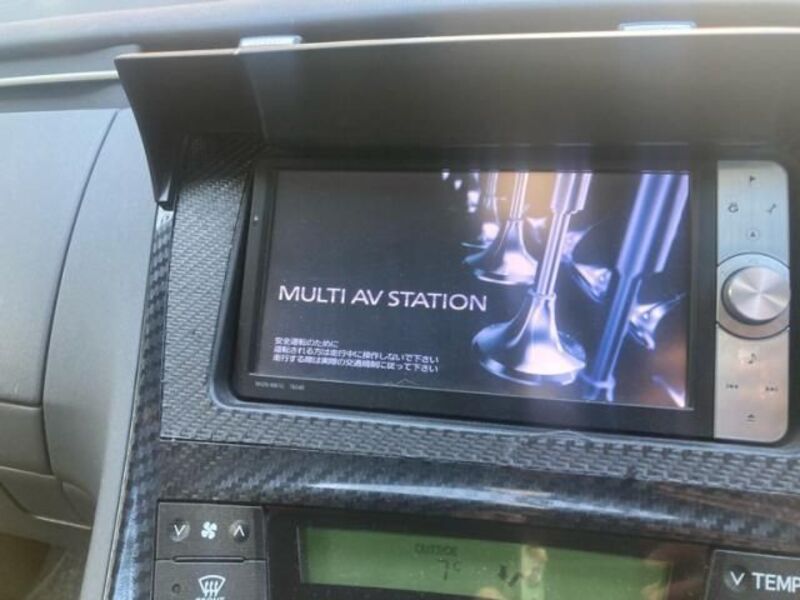 MULTI AV STATION
安全運転のために
運転される方は走行中に操作しないで下さい
走行する際は実際の交通規制に従って下さい
OUTSIDE
7°C
FRONT
TEMP